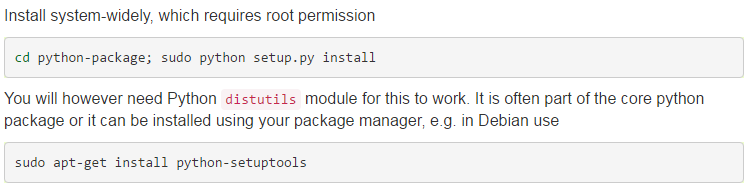 Install system-widely, which requires root permission
cd python-package; sudo python setup.py install
You will however need Python distutils module for this to work. It is often part of the core python
package or it can be installed using your package manager, e.g. in Debian use
sudo apt-get install python-setuptools